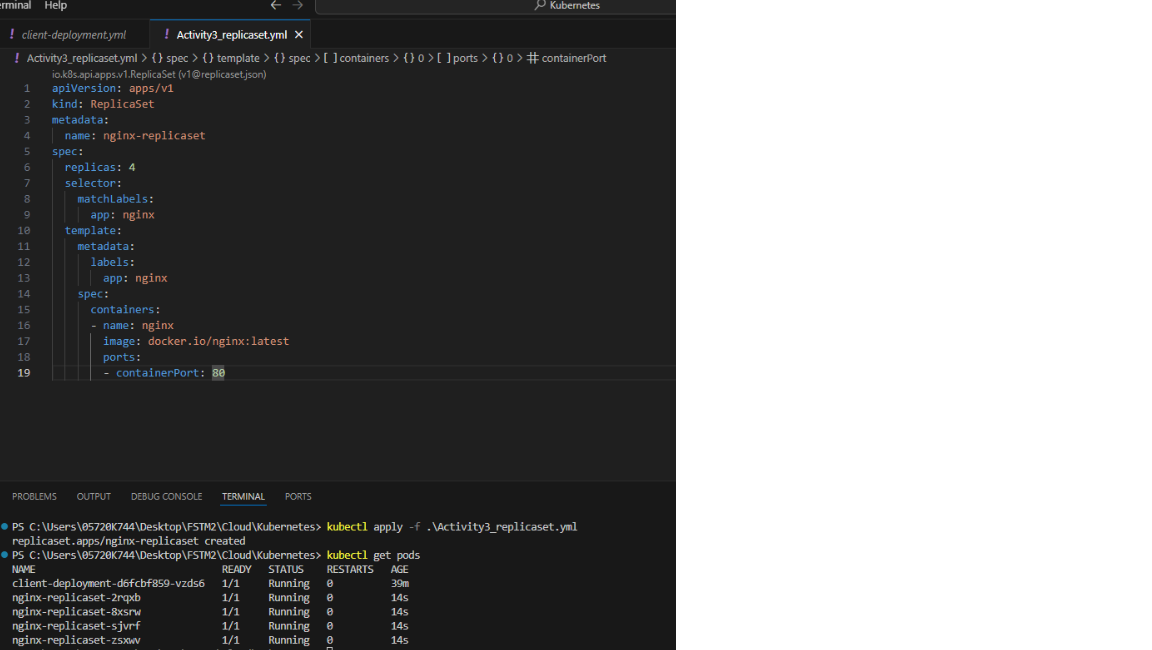 Help
Kubernetes
! client-deployment.yml
! Activity3_replicaset.yml ×
! Activity3_replicaset.yml > {} spec > {} template > {} spec > [ ] containers > {} 0 > [ ] ports > {} 0 > # containerPort
io.k8s.api.apps.v1.ReplicaSet (v1@replicaset.json)
1 apiVersion: apps/v1
2 kind: ReplicaSet
3 metadata:
4   name: nginx-replicaset
5 spec:
6   replicas: 4
7   selector:
8     matchLabels:
9       app: nginx
10   template:
11     metadata:
12       labels:
13         app: nginx
14     spec:
15       containers:
16       - name: nginx
17         image: docker.io/nginx:latest
18         ports:
19         - containerPort: 80
PROBLEMS OUTPUT DEBUG CONSOLE TERMINAL PORTS
PS C:\Users\05720K744\Desktop\FSTM2\Cloud\Kubernetes> kubectl apply -f .\Activity3_replicaset.yml
replicaset.apps/nginx-replicaset created
PS C:\Users\05720K744\Desktop\FSTM2\Cloud\Kubernetes> kubectl get pods
NAME READY STATUS RESTARTS AGE
client-deployment-d6fcbf859-vzds6 1/1 Running 0 39m
nginx-replicaset-2rqxb 1/1 Running 0 14s
nginx-replicaset-8xsrw 1/1 Running 0 14s
nginx-replicaset-sjvrf 1/1 Running 0 14s
nginx-replicaset-zsxwv 1/1 Running 0 14s